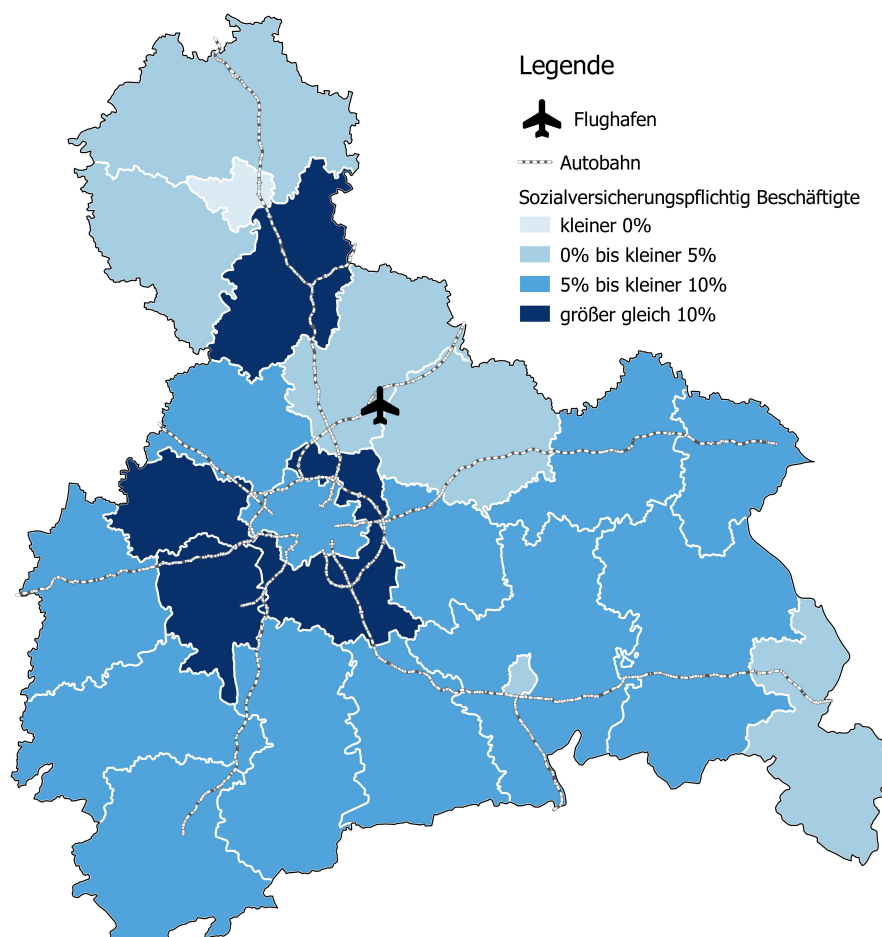 Legende
Flughafen
Autobahn
Sozialversicherungspflichtig Beschäftigte
kleiner 0%
0% bis kleiner 5%
5% bis kleiner 10%
größer gleich 10%